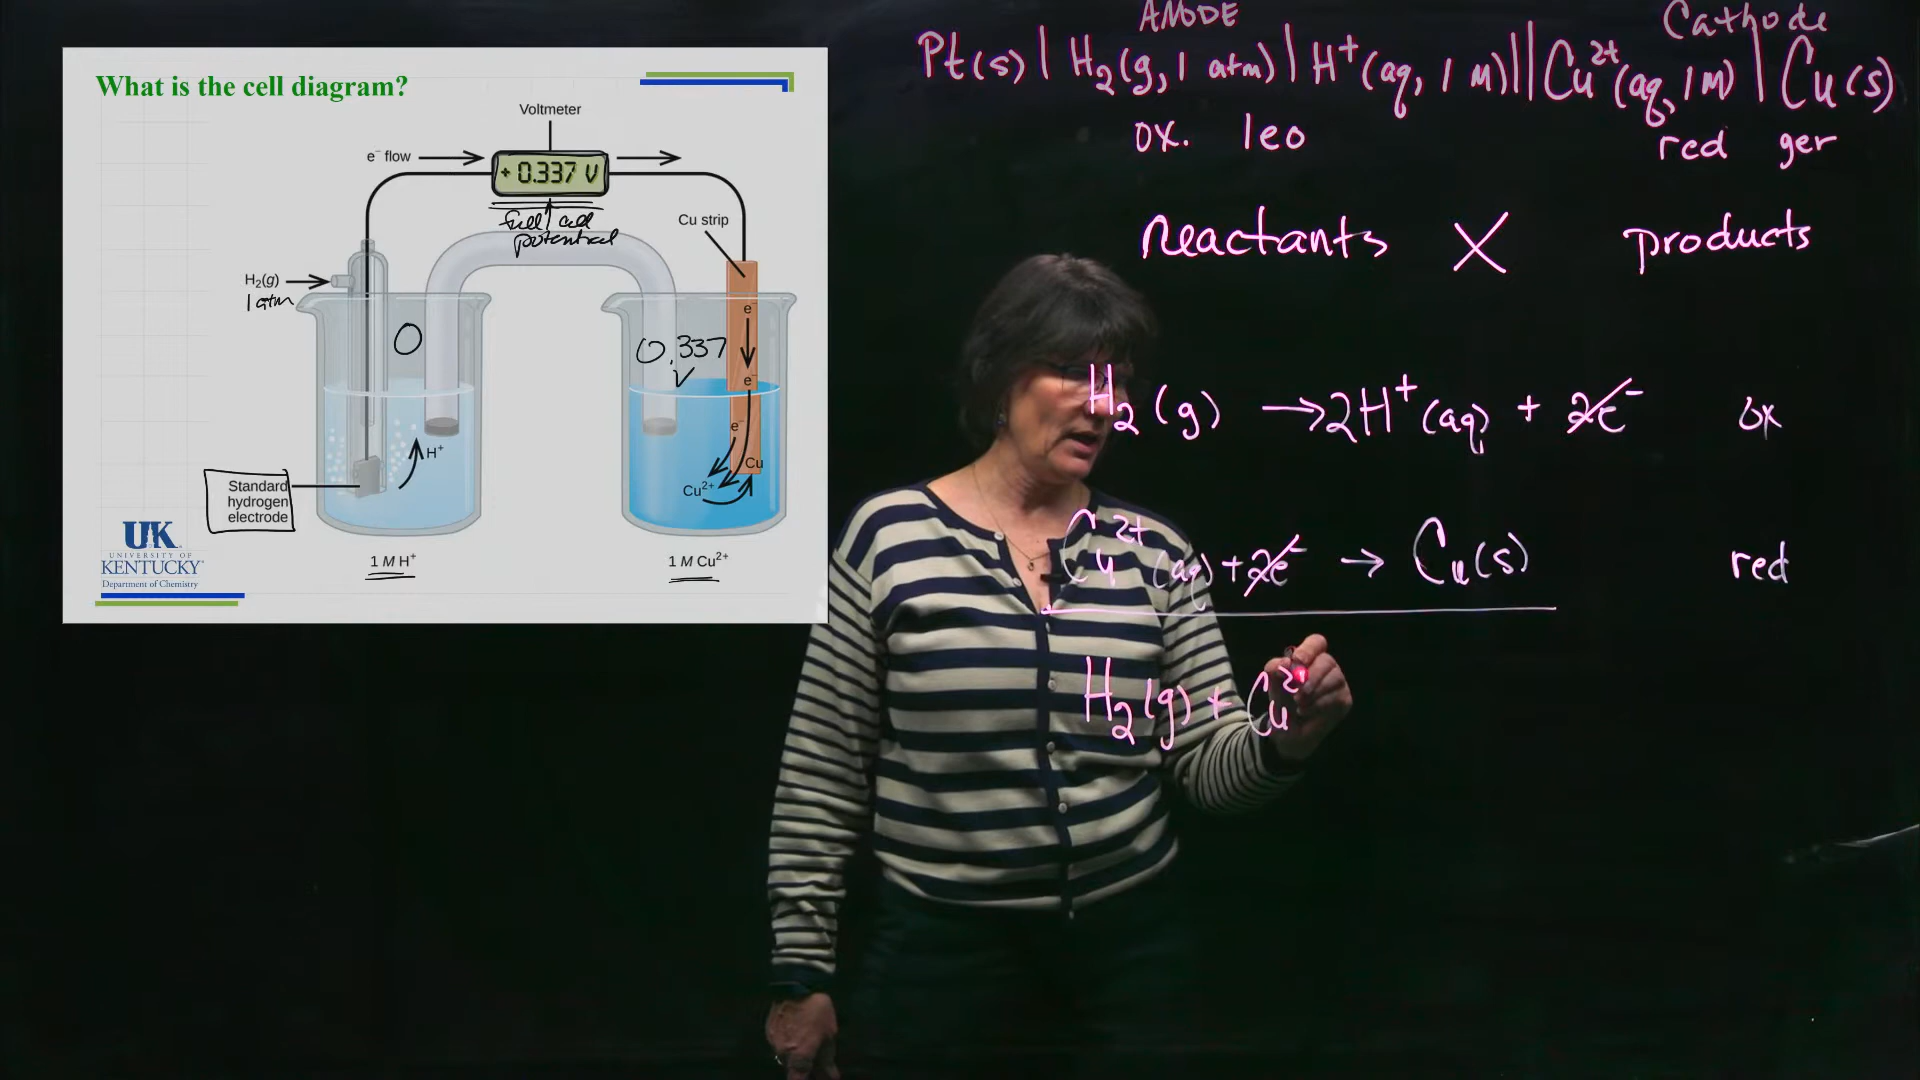 What is the cell diagram?
Voltmeter
e⁻ flow
+ 0.337 V
full cell
potential
Cu strip
H₂(g)
1 atm
0
0.337
V
e⁻
e⁻
e⁻
H⁺
Cu
Cu²⁺
Standard
hydrogen
electrode
1 M H⁺
1 M Cu²⁺
UK
UNIVERSITY OF
KENTUCKY
Department of Chemistry
ANODE Cathode
Pt(s) | H₂(g, 1 atm) | H⁺(aq, 1 M) || Cu²⁺(aq, 1 M) | Cu(s)
ox. leo red ger
reactants X products
H₂(g) → 2H⁺(aq) + 2e⁻ ox
Cu²⁺(aq) + 2e⁻ → Cu(s) red
H₂(g) + Cu²